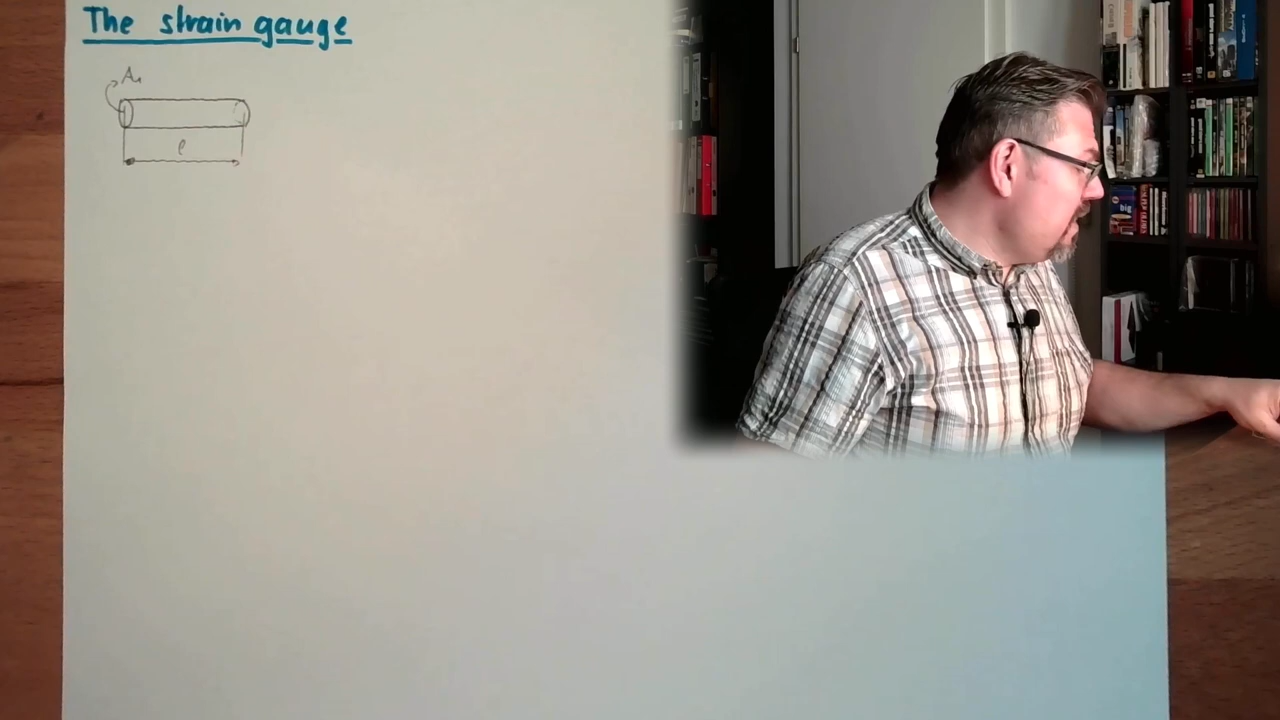 The strain gauge
A₁
l